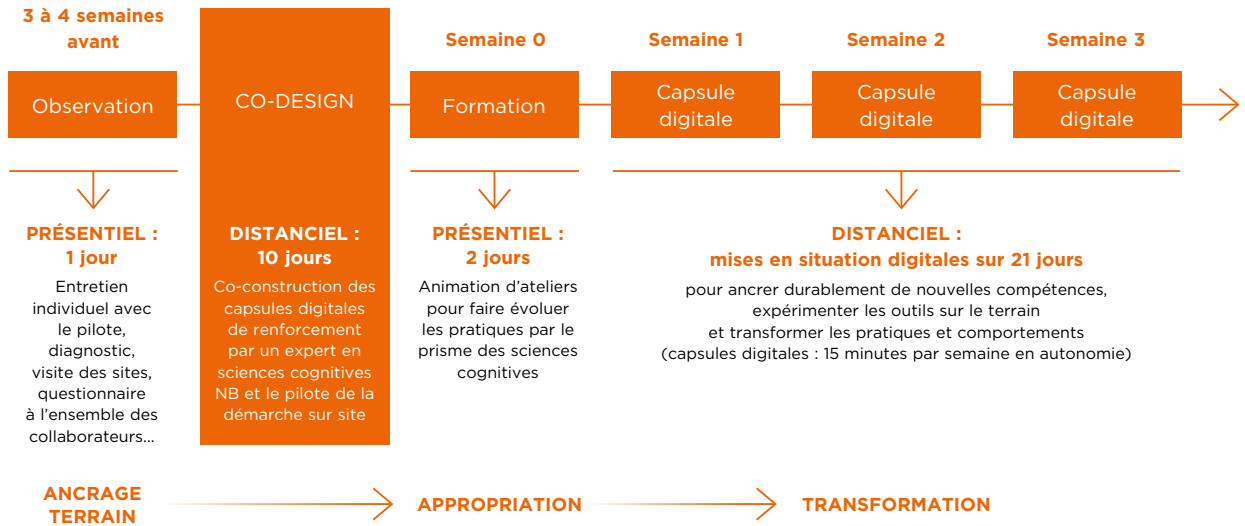 3 à 4 semaines
avant
Semaine 0
Semaine 1
Semaine 2
Semaine 3
Observation
CO-DESIGN
Formation
Capsule
digitale
Capsule
digitale
Capsule
digitale
PRÉSENTIEL :
1 jour
Entretien
individuel avec
le pilote,
diagnostic,
visite des sites,
questionnaire
à l’ensemble des
collaborateurs…
DISTANCIEL :
10 jours
Co-construction des
capsules digitales
de renforcement
par un expert en
sciences cognitives
NB et le pilote de la
démarche sur site
PRÉSENTIEL :
2 jours
Animation d’ateliers
pour faire évoluer
les pratiques par le
prisme des sciences
cognitives
DISTANCIEL :
mises en situation digitales sur 21 jours
pour ancrer durablement de nouvelles compétences,
expérimenter les outils sur le terrain
et transformer les pratiques et comportements
(capsules digitales : 15 minutes par semaine en autonomie)
ANCRAGE
TERRAIN
APPROPRIATION
TRANSFORMATION